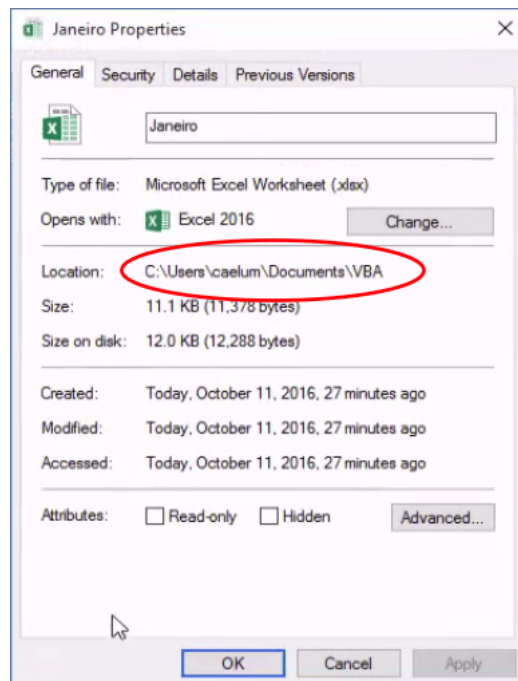 Janeiro Properties
General Security Details Previous Versions
Janeiro
Type of file: Microsoft Excel Worksheet (.xlsx)
Opens with: Excel 2016 Change...
Location: C:\Users\caelum\Documents\VBA
Size: 11.1 KB (11,378 bytes)
Size on disk: 12.0 KB (12,288 bytes)
Created: Today, October 11, 2016, 27 minutes ago
Modified: Today, October 11, 2016, 27 minutes ago
Accessed: Today, October 11, 2016, 27 minutes ago
Attributes: Read-only Hidden Advanced...
OK Cancel Apply